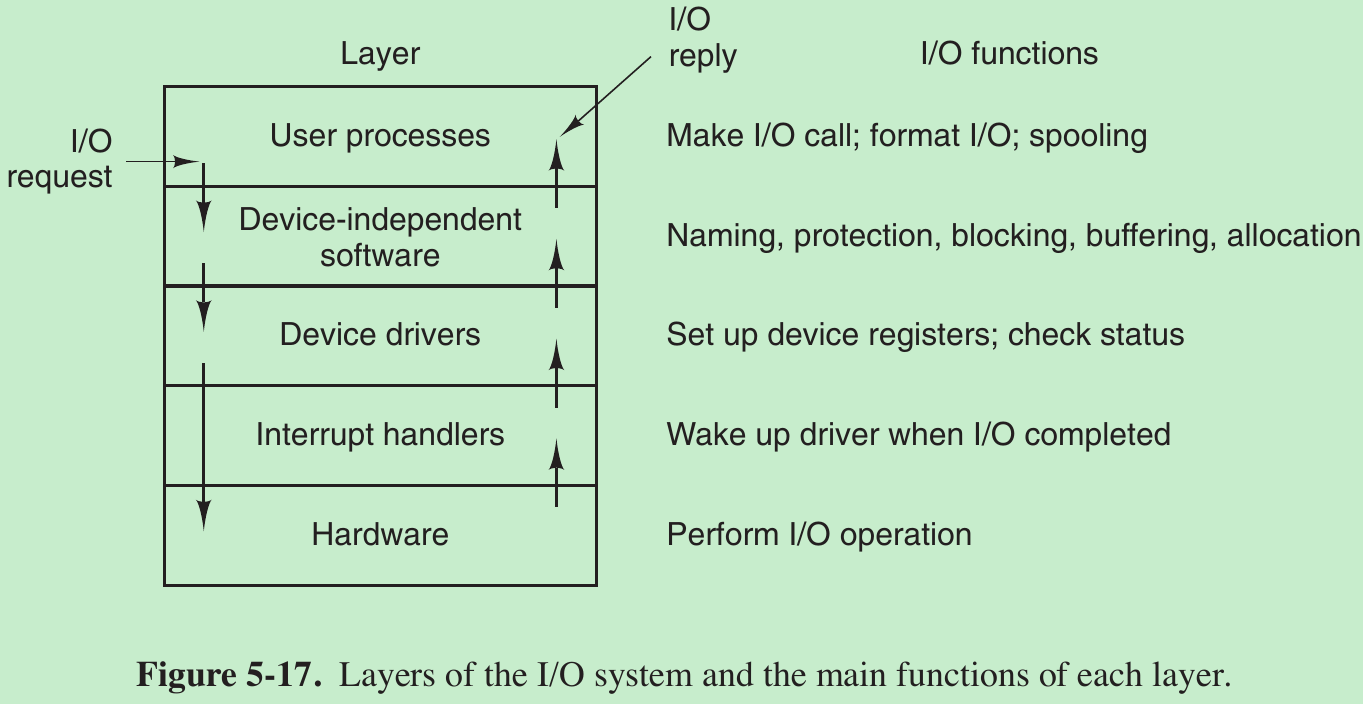 I/O
reply
Layer
I/O functions
I/O
request
User processes
Make I/O call; format I/O; spooling
Device-independent
software
Naming, protection, blocking, buffering, allocation
Device drivers
Set up device registers; check status
Interrupt handlers
Wake up driver when I/O completed
Hardware
Perform I/O operation
Figure 5-17. Layers of the I/O system and the main functions of each layer.